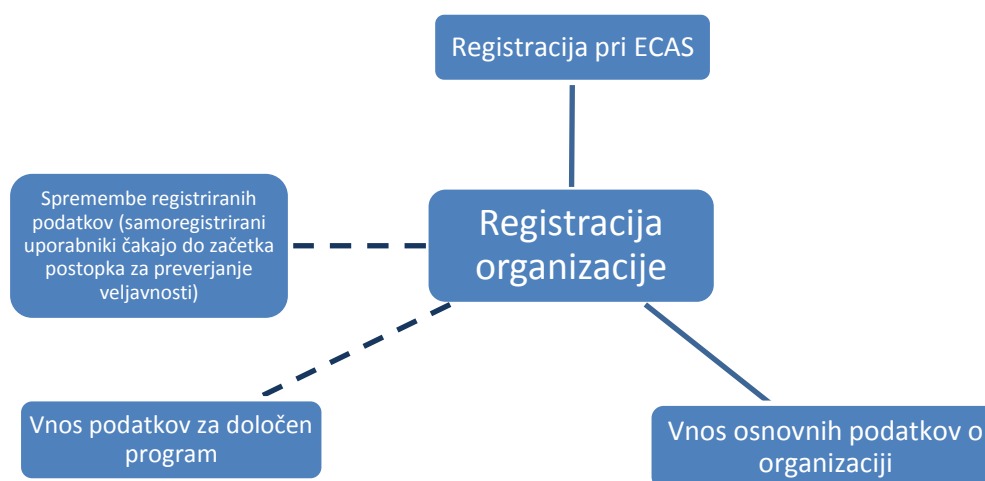 Registracija pri ECAS
Spremembe registriranih
podatkov (samoregistrirani
uporabniki čakajo do začetka
postopka za preverjanje
veljavnosti)
Registracija
organizacije
Vnos podatkov za določen
program
Vnos osnovnih podatkov o
organizaciji